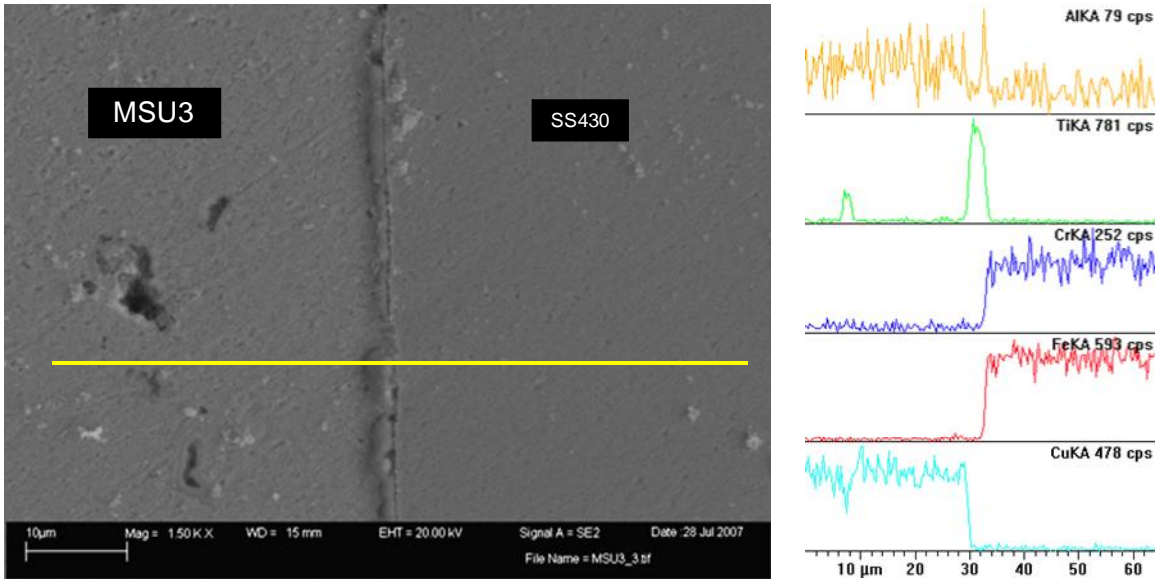 MSU3
SS430
10µm
Mag = 1.50 K X
WD = 15 mm
EHT = 20.00 kV
Signal A = SE2
Date :28 Jul 2007
File Name = MSU3_3.tif
AlKA 79 cps
TiKA 781 cps
CrKA 252 cps
FeKA 593 cps
CuKA 478 cps
10 µm 20 30 40 50 60